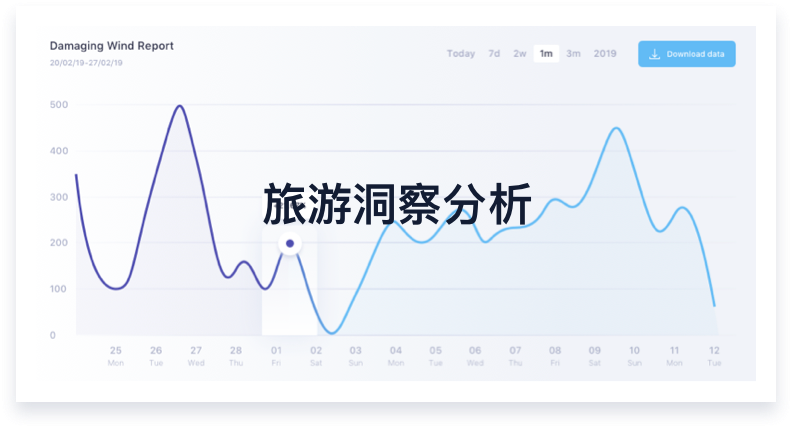 Damaging Wind Report
20/02/19-27/02/19
Today 7d 2w 1m 3m 2019
Download data
500
400
300
200
100
0
旅游洞察分析
25 26 27 28 01 02 03 04 05 06 07 08 09 10 11 12
Mon Tue Wed Thu Fri Sat Sun Mon Tue Wed Thu Fri Sat Sun Mon Tue